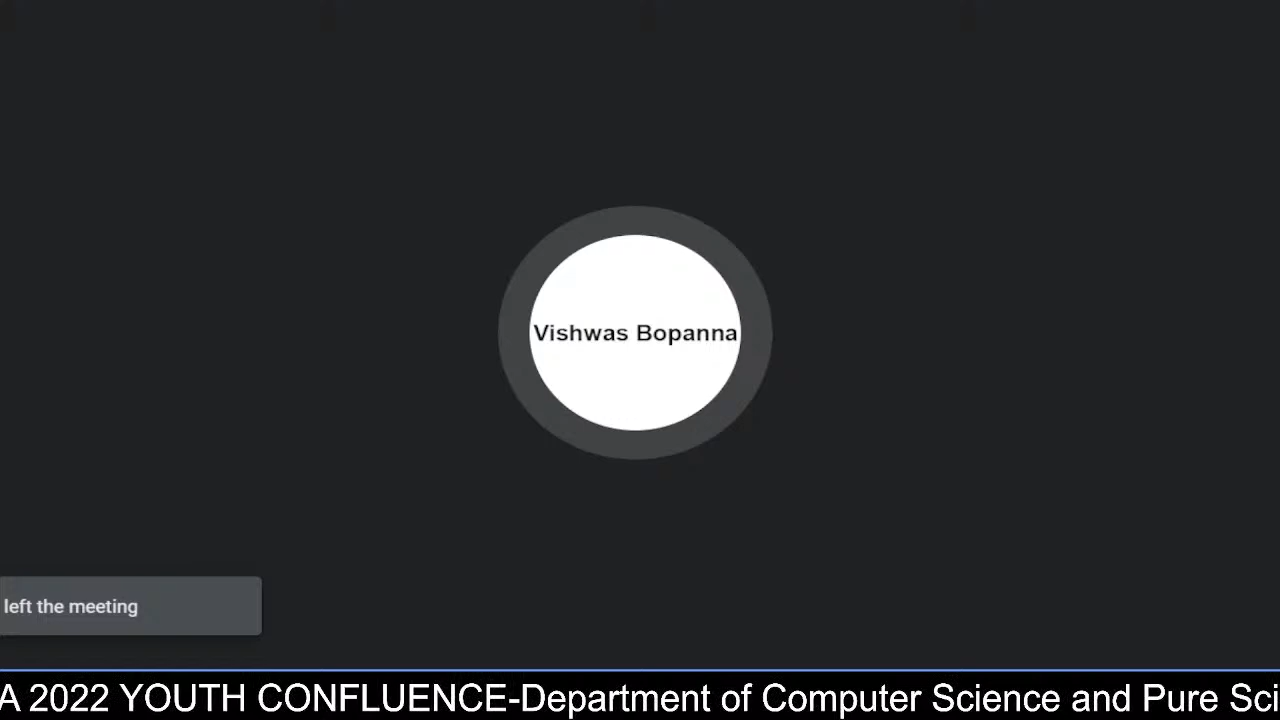 Vishwas Bopanna
left the meeting
A 2022 YOUTH CONFLUENCE-Department of Computer Science and Pure Sci